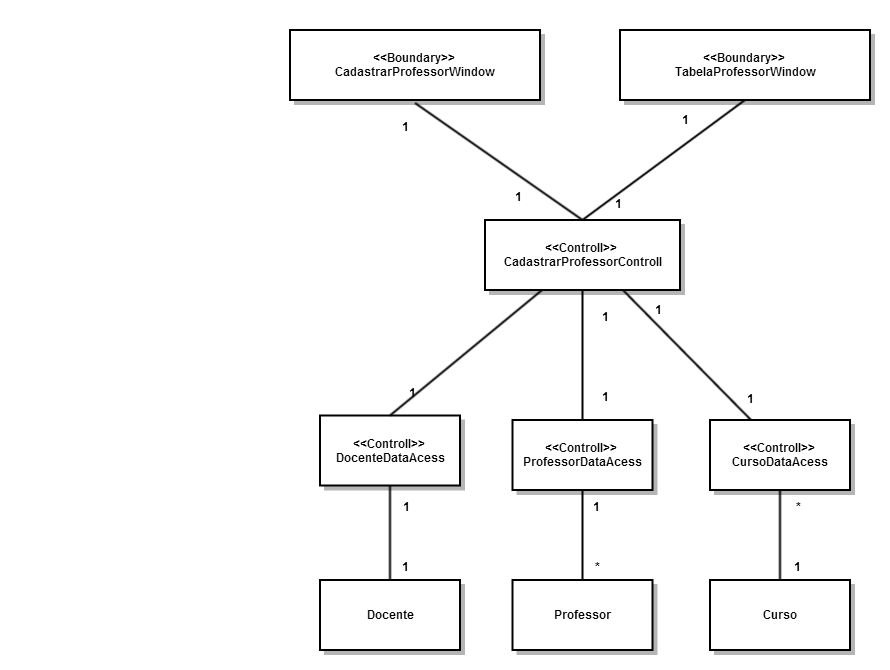 <<Boundary>>
CadastrarProfessorWindow
<<Boundary>>
TabelaProfessorWindow
1
1
1
1
<<Controll>>
CadastrarProfessorControll
1
1
1
1
1
<<Controll>>
DocenteDataAcess
<<Controll>>
ProfessorDataAcess
<<Controll>>
CursoDataAcess
1
1
*
1
*
1
Docente
Professor
Curso